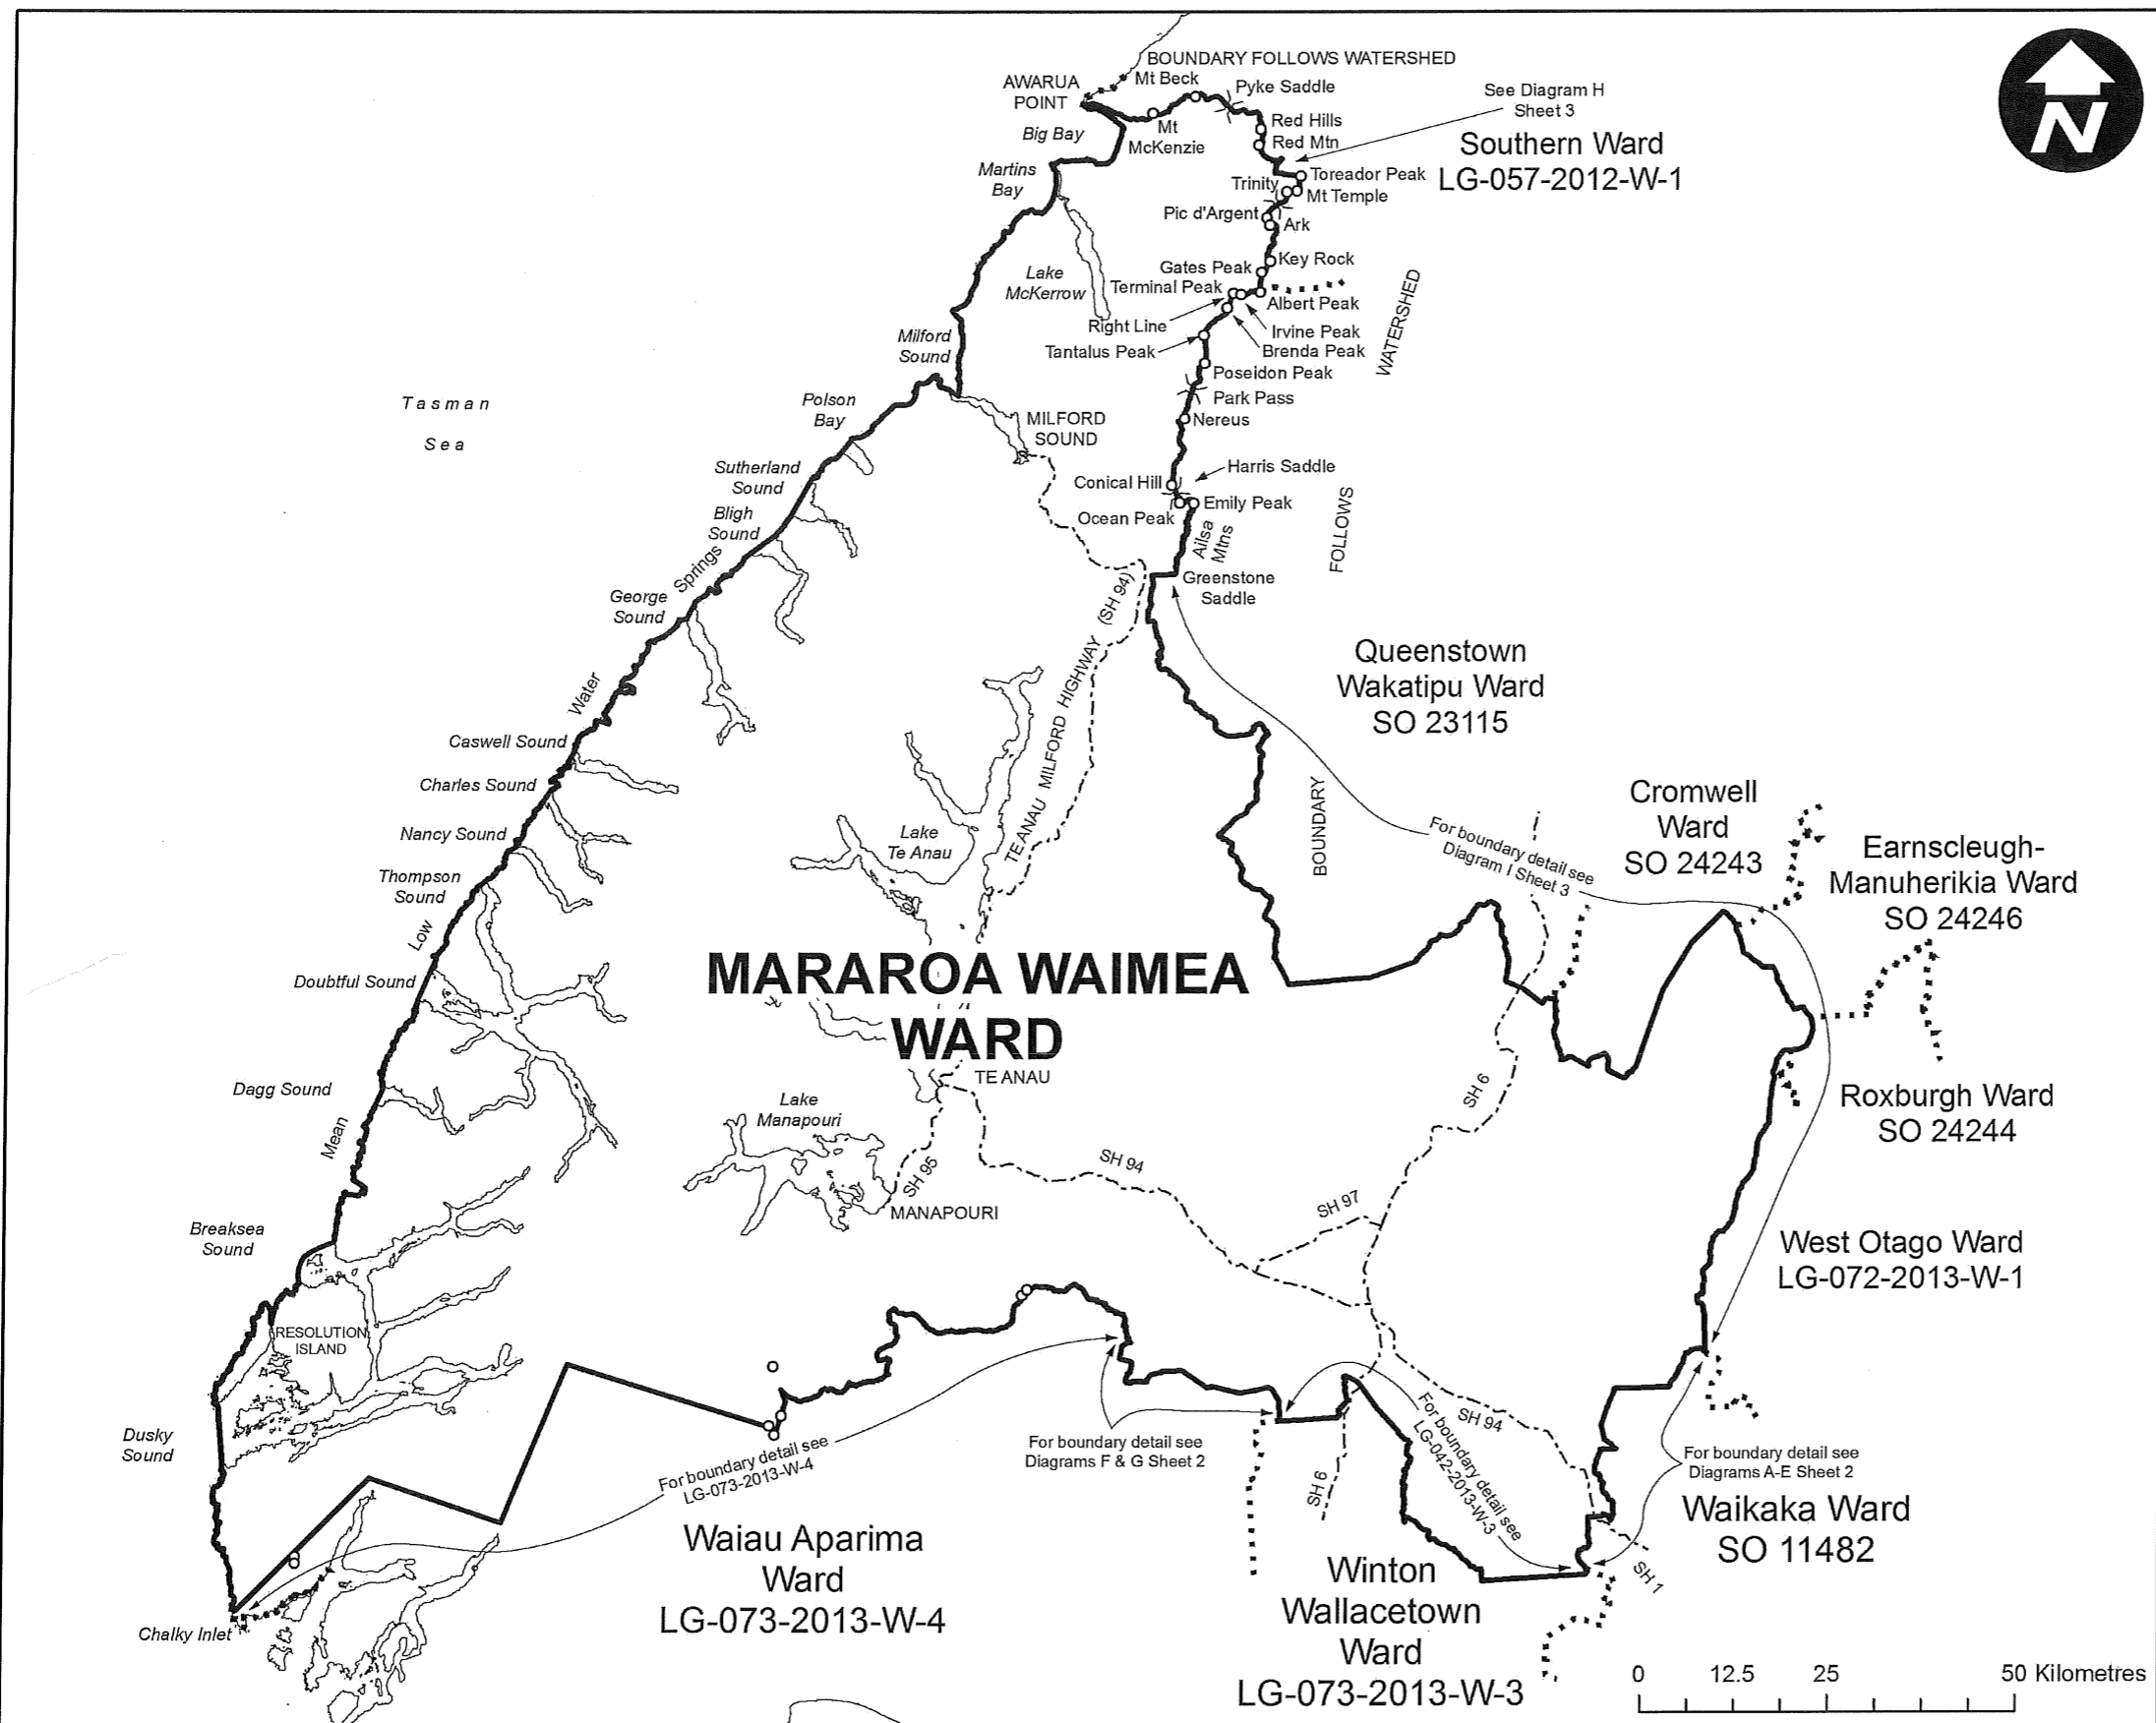 BOUNDARY FOLLOWS WATERSHED
AWARUA
POINT
Mt Beck
Pyke Saddle
See Diagram H
Sheet 3
N
Big Bay
Mt
McKenzie
Red Hills
Red Mtn
Southern Ward
LG-057-2012-W-1
Martins
Bay
Toreador Peak
Trinity
Mt Temple
Pic d'Argent
Ark
Lake
McKerrow
Key Rock
Gates Peak
Terminal Peak
Albert Peak
Right Line
Irvine Peak
Tantalus Peak
Brenda Peak
WATERSHED
Milford
Sound
Poseidon Peak
Park Pass
Nereus
Tasman
Sea
Polson
Bay
MILFORD
SOUND
Sutherland
Sound
Harris Saddle
Conical Hill
Emily Peak
Ocean Peak
Bligh
Sound
Ailsa
Mtns
FOLLOWS
Springs
Greenstone
Saddle
George
Sound
TE ANAU MILFORD HIGHWAY (SH 94)
Queenstown
Wakatipu Ward
SO 23115
Water
Caswell Sound
Charles Sound
Nancy Sound
Lake
Te Anau
BOUNDARY
Cromwell
Ward
SO 24243
For boundary detail see
Diagram I Sheet 3
Earnscleugh-
Manuherikia Ward
SO 24246
Thompson
Sound
Low
Doubtful Sound
MARAROA WAIMEA
WARD
Dagg Sound
TE ANAU
Lake
Manapouri
SH 6
Roxburgh Ward
SO 24244
Mean
SH 95
SH 94
MANAPOURI
SH 97
Breaksea
Sound
West Otago Ward
LG-072-2013-W-1
RESOLUTION
ISLAND
Dusky
Sound
For boundary detail see
LG-073-2013-W-4
For boundary detail see
Diagrams F & G Sheet 2
For boundary detail see
LG-042-2013-W-3
SH 94
For boundary detail see
Diagrams A-E Sheet 2
SH 6
Waikaka Ward
SO 11482
Waiau Aparima
Ward
LG-073-2013-W-4
Winton
Wallacetown
Ward
LG-073-2013-W-3
SH 1
Chalky Inlet
0 12.5 25 50 Kilometres